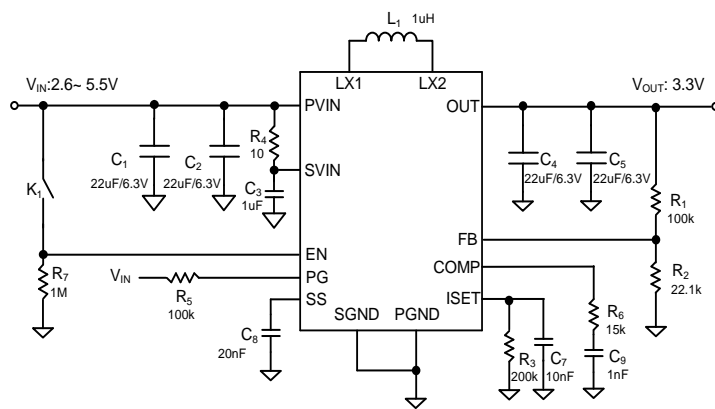 L1 1uH
LX1 LX2
VIN:2.6~ 5.5V
VOUT: 3.3V
PVIN
OUT
R4
10
C1
22uF/6.3V
C2
22uF/6.3V
SVIN
C3
1uF
C4
22uF/6.3V
C5
22uF/6.3V
K1
R1
100k
EN
FB
R7
1M
VIN
R5
100k
PG
COMP
R2
22.1k
SS
ISET
C8
20nF
SGND PGND
R3
200k
C7
10nF
R6
15k
C9
1nF